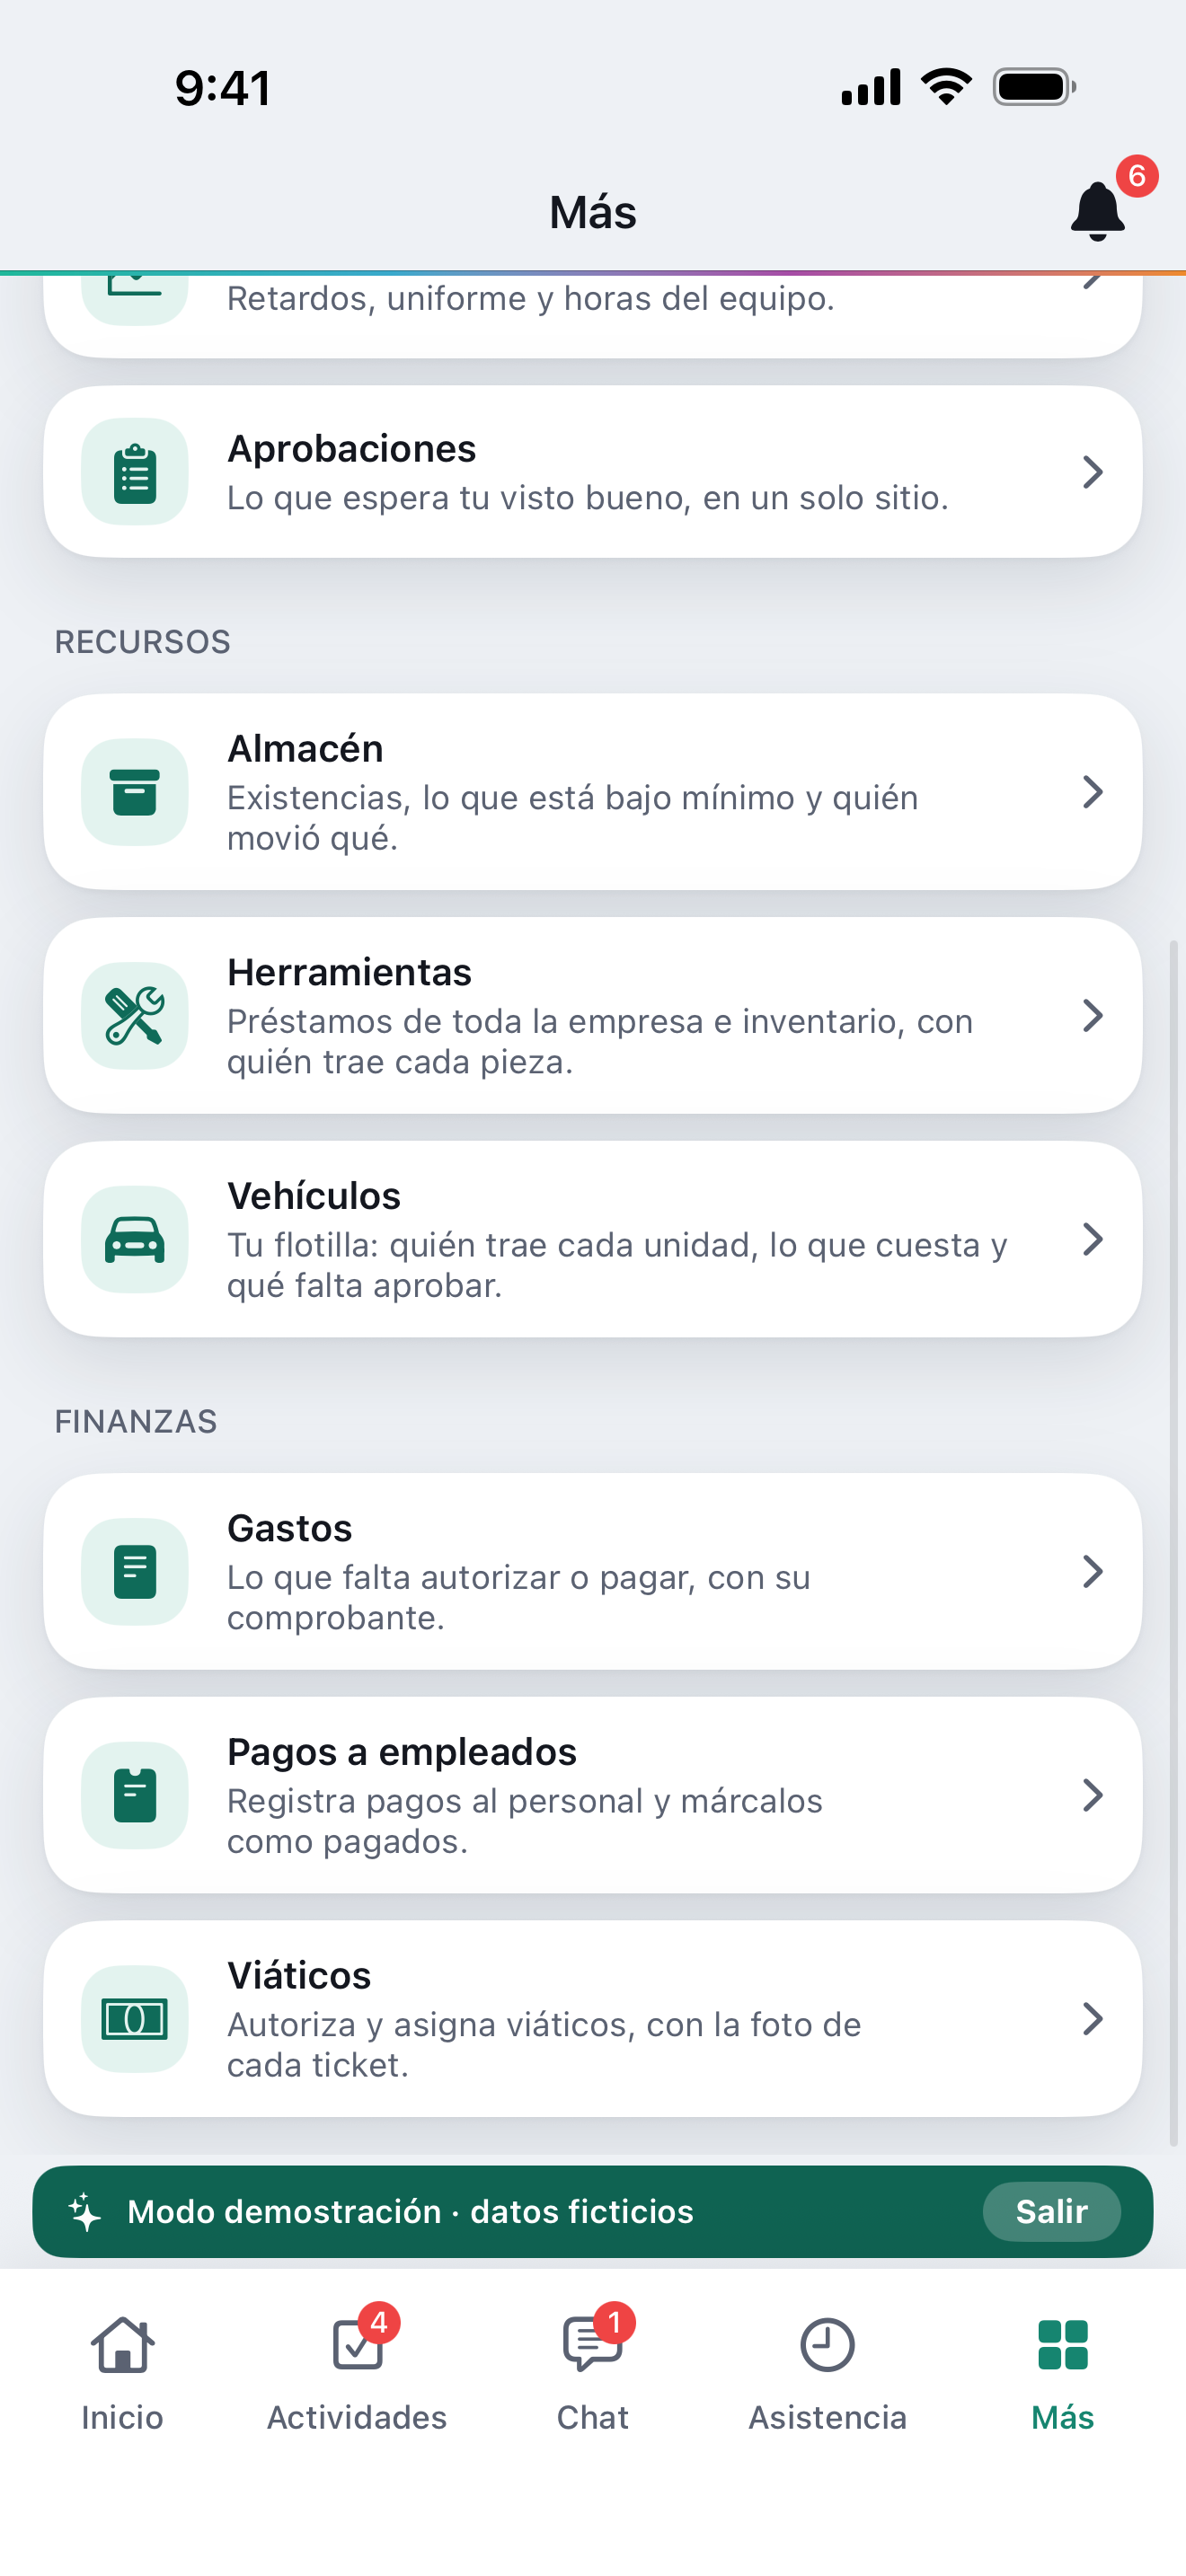 9:41
Más
6
Retardos, uniforme y horas del equipo.
Aprobaciones
Lo que espera tu visto bueno, en un solo sitio.
RECURSOS
Almacén
Existencias, lo que está bajo mínimo y quién
movió qué.
Herramientas
Préstamos de toda la empresa e inventario, con
quién trae cada pieza.
Vehículos
Tu flotilla: quién trae cada unidad, lo que cuesta y
qué falta aprobar.
FINANZAS
Gastos
Lo que falta autorizar o pagar, con su
comprobante.
Pagos a empleados
Registra pagos al personal y márcalos
como pagados.
Viáticos
Autoriza y asigna viáticos, con la foto de
cada ticket.
Modo demostración · datos ficticios
Salir
4
1
Inicio
Actividades
Chat
Asistencia
Más